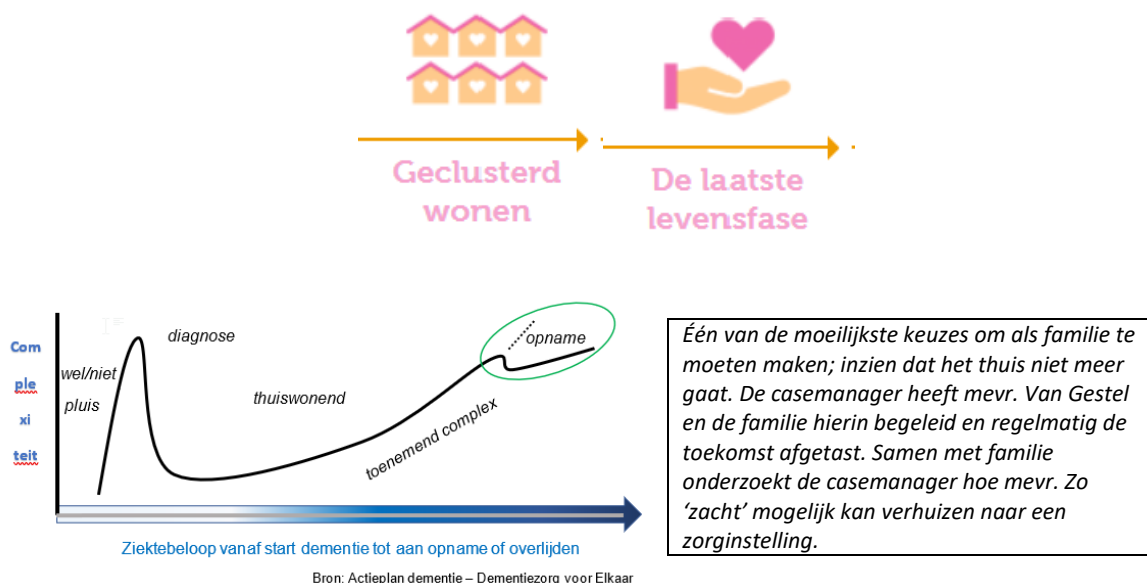 Geclusterd
wonen
De laatste
levensfase
Com
ple
xi
teit
wel/niet
pluis
diagnose
thuiswonend
toenemend complex
opname
Ziektebeloop vanaf start dementie tot aan opname of overlijden
Bron: Actieplan dementie – Dementiezorg voor Elkaar
Één van de moeilijkste keuzes om als familie te
moeten maken; inzien dat het thuis niet meer
gaat. De casemanager heeft mevr. Van Gestel
en de familie hierin begeleid en regelmatig de
toekomst afgetast. Samen met familie
onderzoekt de casemanager hoe mevr. Zo
‘zacht’ mogelijk kan verhuizen naar een
zorginstelling.